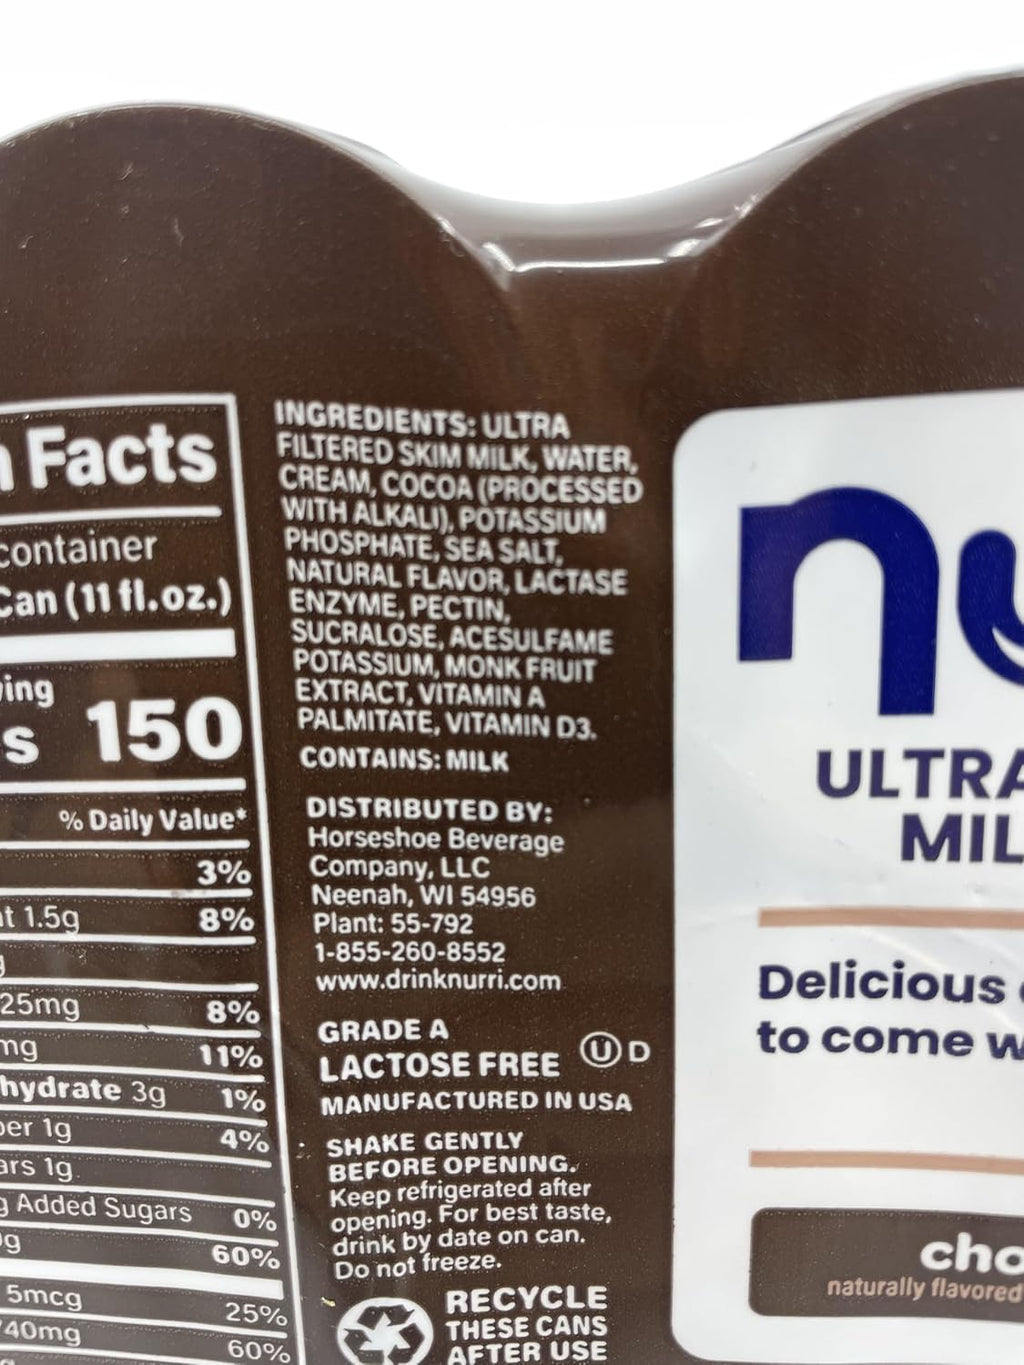 Facts
container
Can (11 fl.oz.)
150
% Daily Value*
3%
1.5g
8%
25mg
8%
mg
11%
3g
1%
1g
4%
1g
Added Sugars
0%
60%
5mcg
25%
740mg
60%
INGREDIENTS: ULTRA
FILTERED SKIM MILK, WATER,
CREAM, COCOA (PROCESSED
WITH ALKALI), POTASSIUM
PHOSPHATE, SEA SALT,
NATURAL FLAVOR, LACTASE
ENZYME, PECTIN,
SUCRALOSE, ACESULFAME
POTASSIUM, MONK FRUIT
EXTRACT, VITAMIN A
PALMITATE, VITAMIN D3.
CONTAINS: MILK
DISTRIBUTED BY:
Horseshoe Beverage
Company, LLC
Neenah, WI 54956
Plant: 55-792
1-855-260-8552
www.drinknurri.com
GRADE A
LACTOSE FREE Ⓤ D
MANUFACTURED IN USA
SHAKE GENTLY
BEFORE OPENING.
Keep refrigerated after
opening. For best taste,
drink by date on can.
Do not freeze.
RECYCLE
THESE CANS
AFTER USE
nu
ULTRA
MIL
Delicious
to come w
cho
naturally flavored